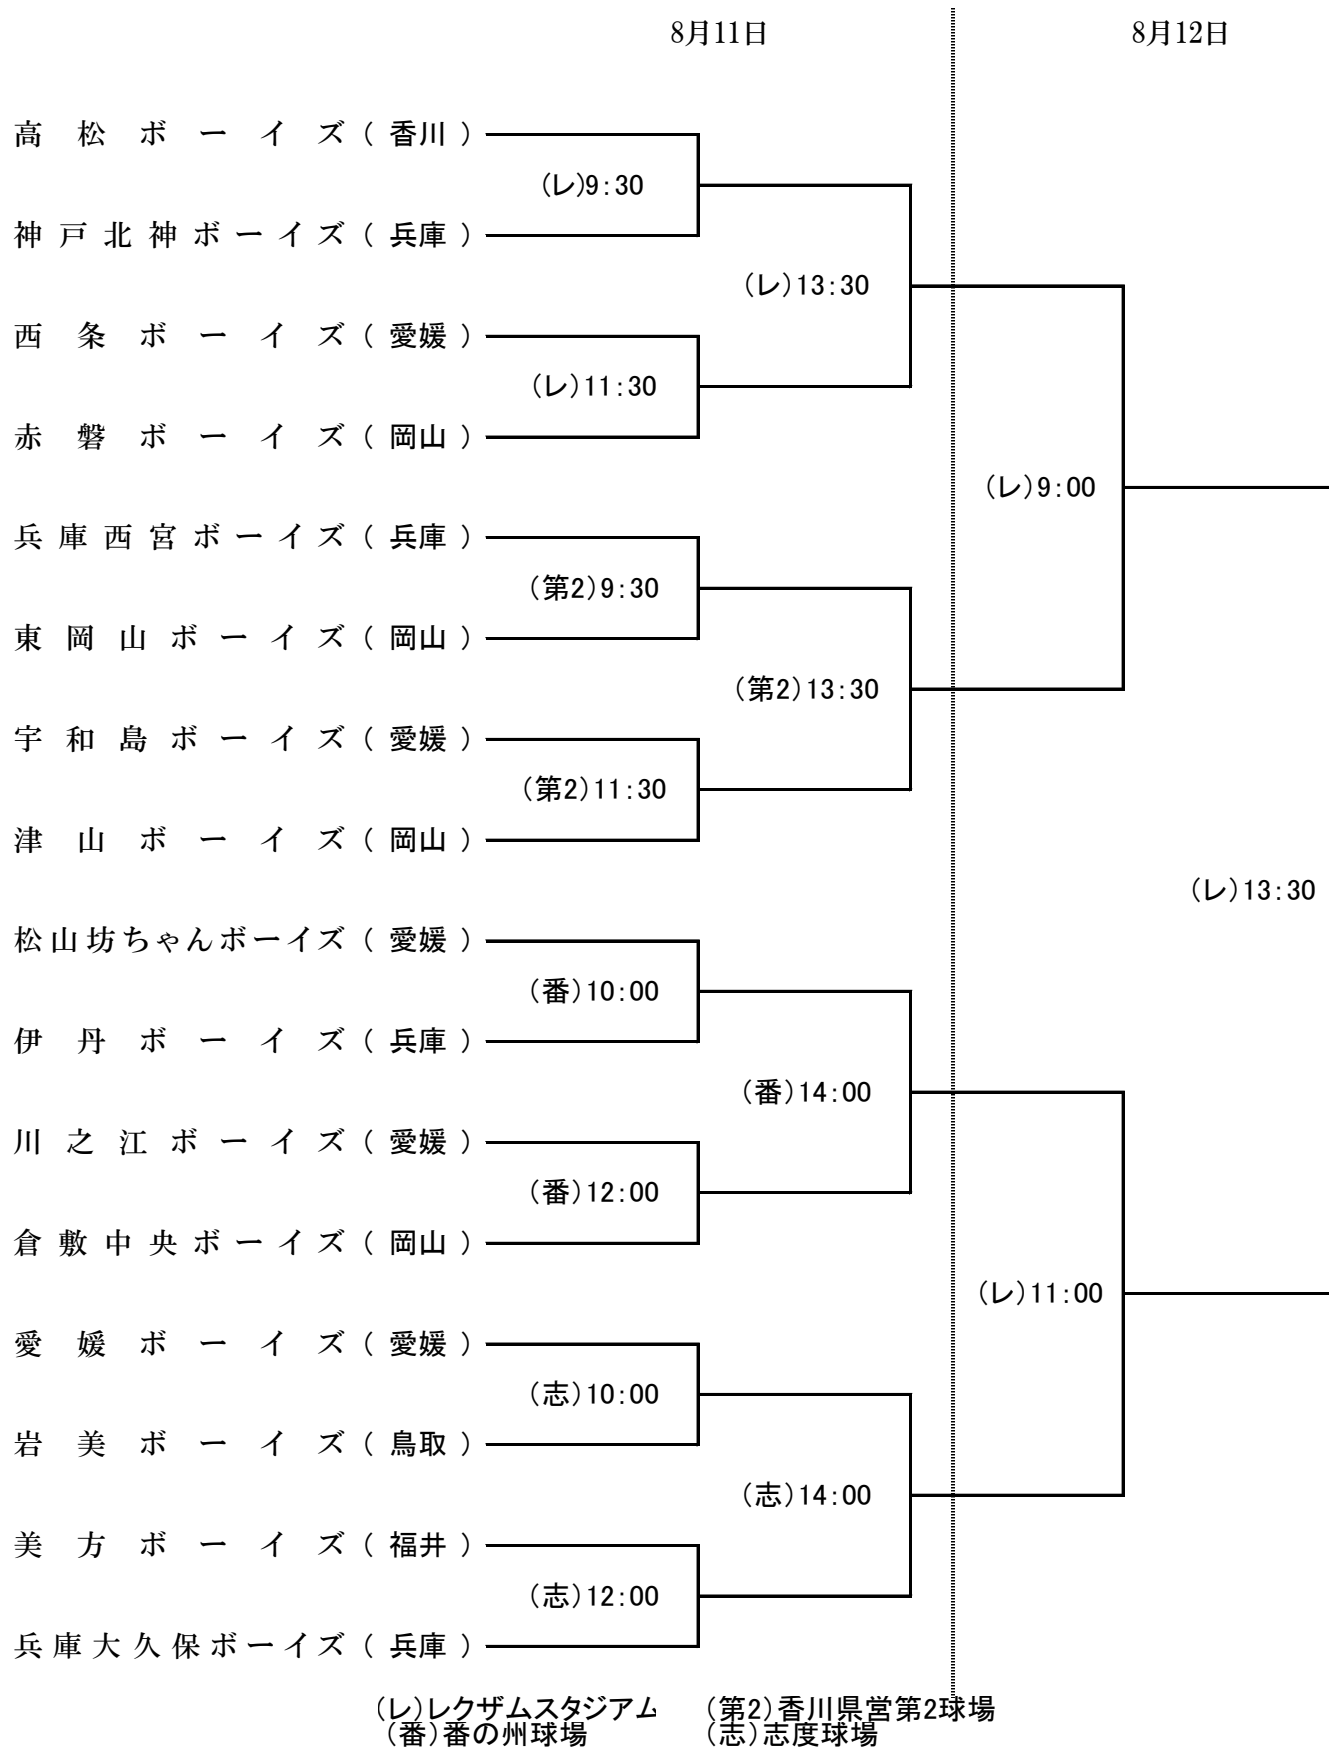 8月11日 8月12日
高松ボーイズ（香川）
（レ）9：30
神戸北神ボーイズ（兵庫）
（レ）13：30
西条ボーイズ（愛媛）
（レ）11：30
赤磐ボーイズ（岡山）
（レ）9：00
兵庫西宮ボーイズ（兵庫）
（第2）9：30
東岡山ボーイズ（岡山）
（第2）13：30
宇和島ボーイズ（愛媛）
（第2）11：30
津山ボーイズ（岡山）
（レ）13：30
松山坊ちゃんボーイズ（愛媛）
（番）10：00
伊丹ボーイズ（兵庫）
（番）14：00
川之江ボーイズ（愛媛）
（番）12：00
倉敷中央ボーイズ（岡山）
（レ）11：00
愛媛ボーイズ（愛媛）
（志）10：00
岩美ボーイズ（鳥取）
（志）14：00
美方ボーイズ（福井）
（志）12：00
兵庫大久保ボーイズ（兵庫）
（レ）レクザムスタジアム （第2）香川県営第2球場
（番）番の州球場 （志）志度球場